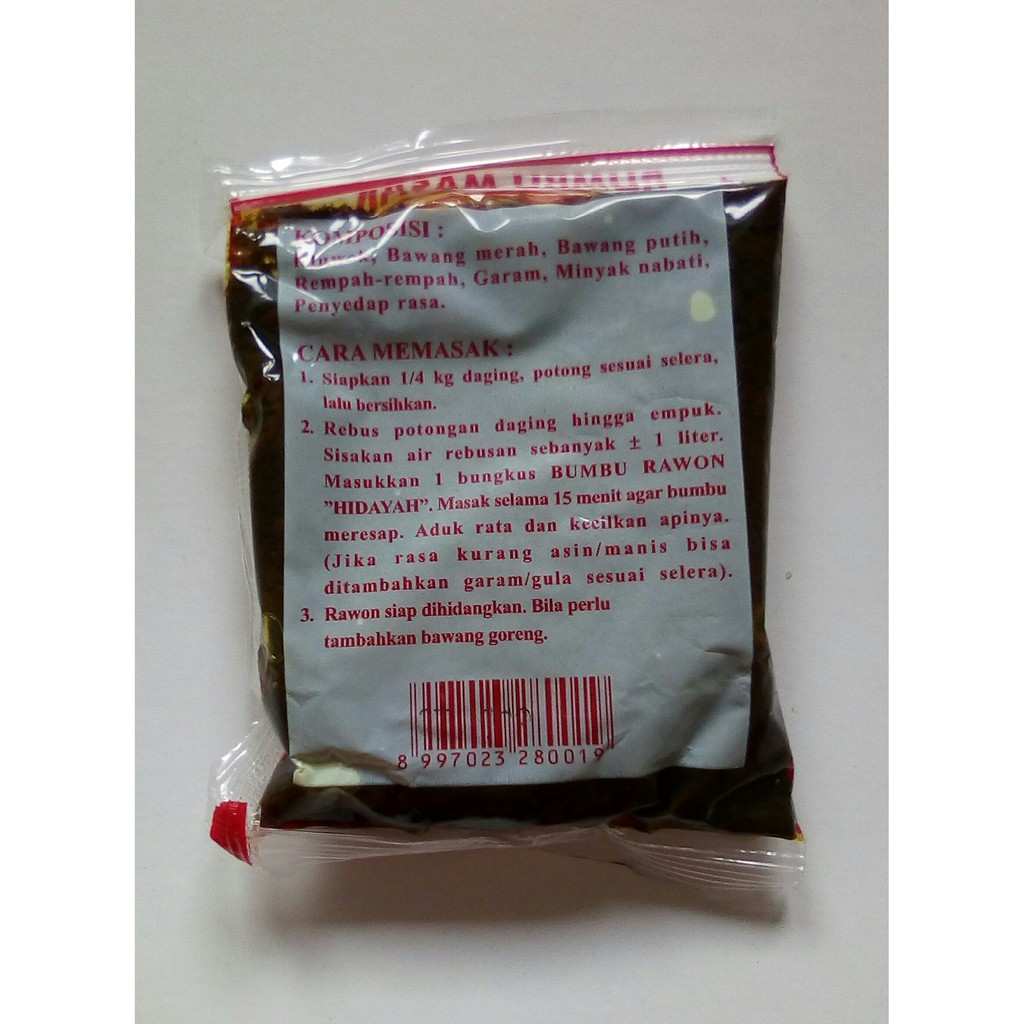 BUMBU MASAK
KOMPOSISI :
Kluwek, Bawang merah, Bawang putih,
Rempah-rempah, Garam, Minyak nabati,
Penyedap rasa.
CARA MEMASAK :
1. Siapkan 1/4 kg daging, potong sesuai selera,
lalu bersihkan.
2. Rebus potongan daging hingga empuk.
Sisakan air rebusan sebanyak ± 1 liter.
Masukkan 1 bungkus BUMBU RAWON
"HIDAYAH". Masak selama 15 menit agar bumbu
meresap. Aduk rata dan kecilkan apinya.
(Jika rasa kurang asin/manis bisa
ditambahkan garam/gula sesuai selera).
3. Rawon siap dihidangkan. Bila perlu
tambahkan bawang goreng.
8 997023 280019